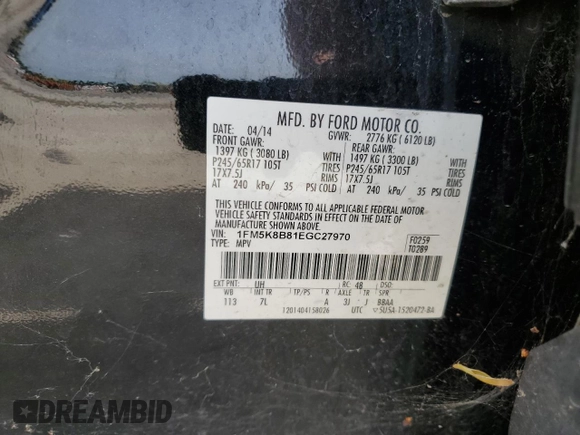 MFD. BY FORD MOTOR CO.
DATE: 04/14 GVWR: 2776 KG ( 6120 LB)
FRONT GAWR: REAR GAWR:
1397 KG ( 3080 LB) WITH 1497 KG ( 3300 LB) WITH
P245/65R17 105T TIRES P245/65R17 105T TIRES
17X7.5J RIMS 17X7.5J RIMS
AT 240 kPa/ 35 PSI COLD AT 240 kPa/ 35 PSI COLD
THIS VEHICLE CONFORMS TO ALL APPLICABLE FEDERAL MOTOR
VEHICLE SAFETY STANDARDS IN EFFECT ON THE DATE OF
MANUFACTURE SHOWN ABOVE.
VIN: 1FM5K8B81EGC27970
TYPE: MPV
F0259
T0289
EXT PNT: UH RC: 48 DSO:
WB INT TR TP/PS R AXLE TR SPR
113 7L A 3J J BBAA
1201404158026 UTC 5U5A-1520472-BA
DREAMBID